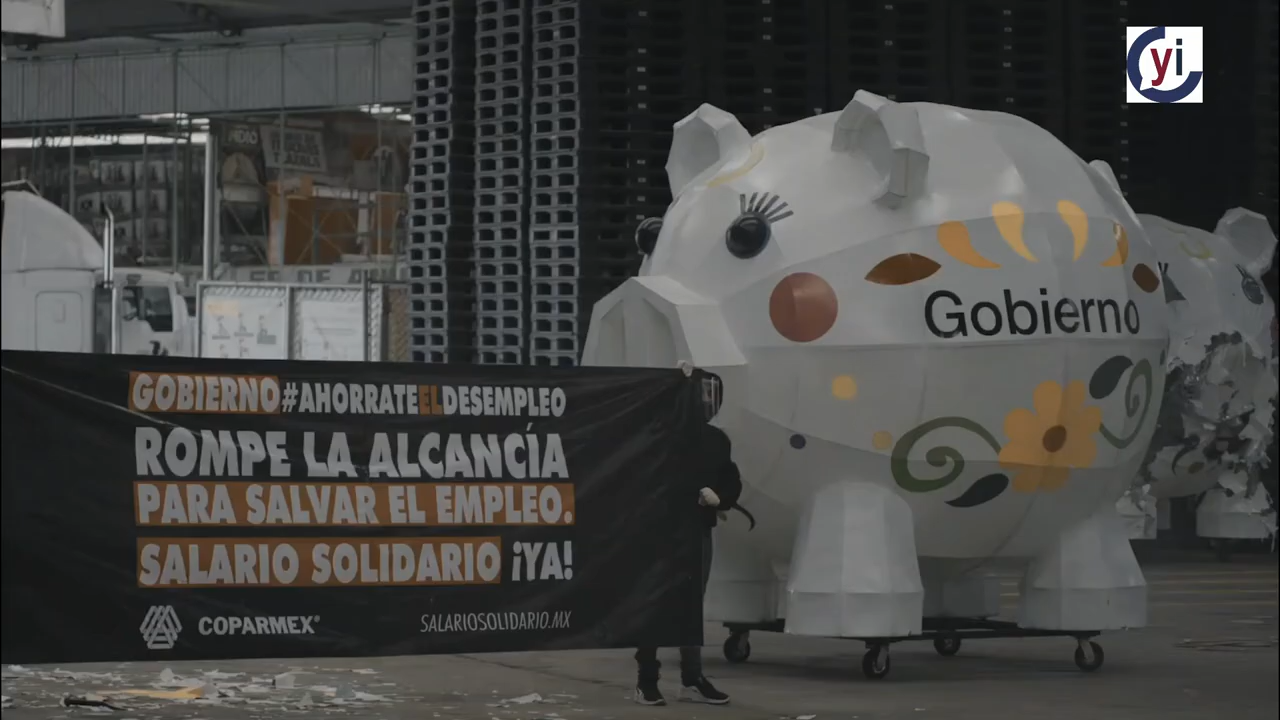 yi
Gobierno
GOBIERNO #AHORRATEELDESEMPLEO
ROMPE LA ALCANCÍA
PARA SALVAR EL EMPLEO.
SALARIO SOLIDARIO ¡YA!
COPARMEX®
SALARIOSOLIDARIO.MX